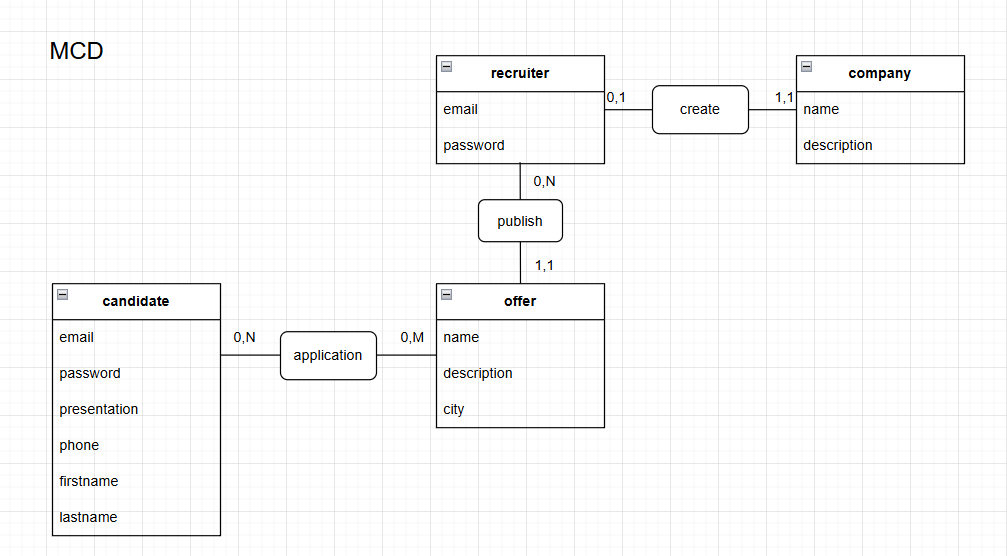 MCD
recruiter
email
password
0,1
create
1,1
company
name
description
0,N
publish
1,1
candidate
email
password
presentation
phone
firstname
lastname
0,N
application
0,M
offer
name
description
city